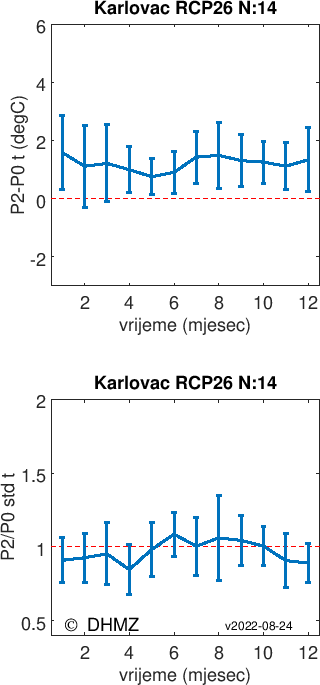 Karlovac RCP26 N:14
P2-P0 t (degC)
6
4
2
0
-2
2 4 6 8 10 12
vrijeme (mjesec)
Karlovac RCP26 N:14
P2/P0 std t
2
1.5
1
0.5
© DHMZ v2022-08-24
2 4 6 8 10 12
vrijeme (mjesec)